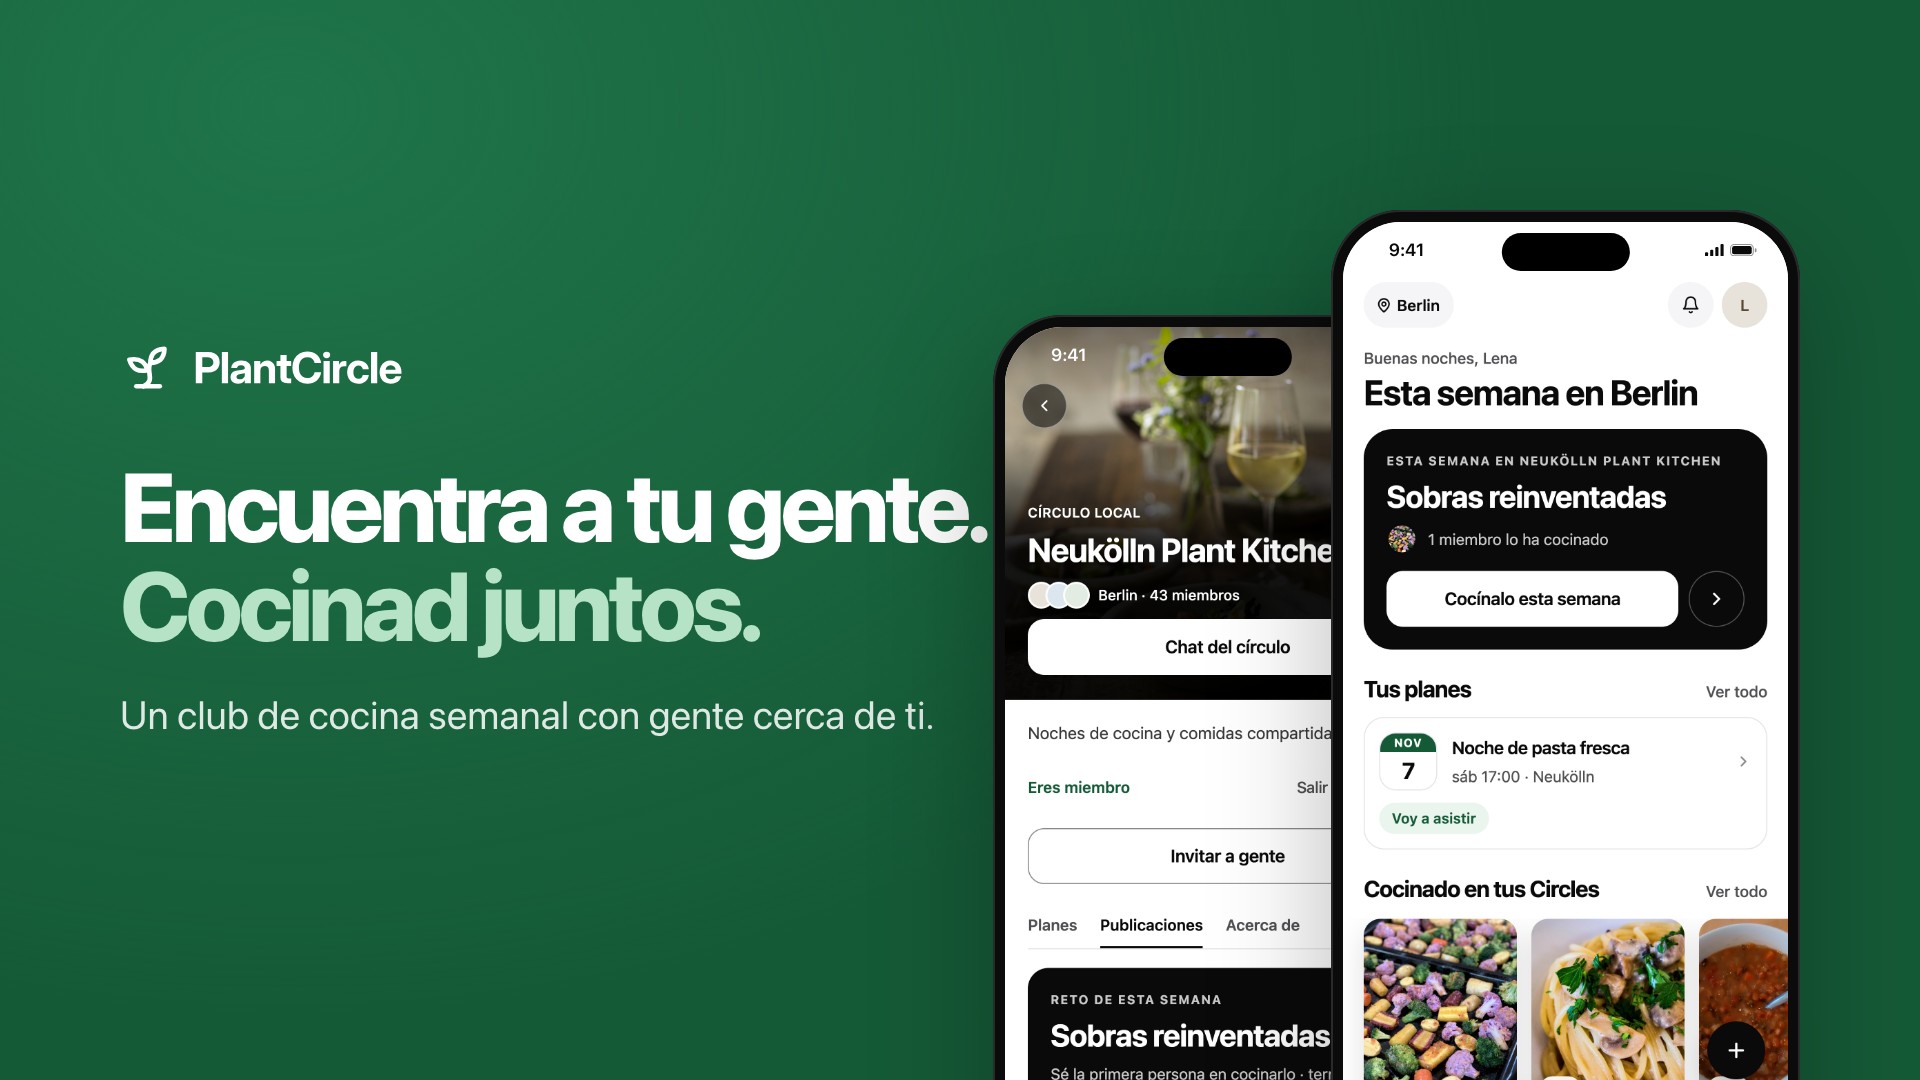 PlantCircle
Encuentra a tu gente.
Cocinad juntos.
Un club de cocina semanal con gente cerca de ti.
9:41
CÍRCULO LOCAL
Neukölln Plant Kitche
Berlin · 43 miembros
Chat del círculo
Noches de cocina y comidas compartida
Eres miembro
Salir
Invitar a gente
Planes
Publicaciones
Acerca de
RETO DE ESTA SEMANA
Sobras reinventadas
Sé la primera persona en cocinarlo ·
9:41
Berlin
L
Buenas noches, Lena
Esta semana en Berlin
ESTA SEMANA EN NEUKÖLLN PLANT KITCHEN
Sobras reinventadas
1 miembro lo ha cocinado
Cocínalo esta semana
Tus planes
Ver todo
NOV
7
Noche de pasta fresca
sáb 17:00 · Neukölln
Voy a asistir
Cocinado en tus Circles
Ver todo